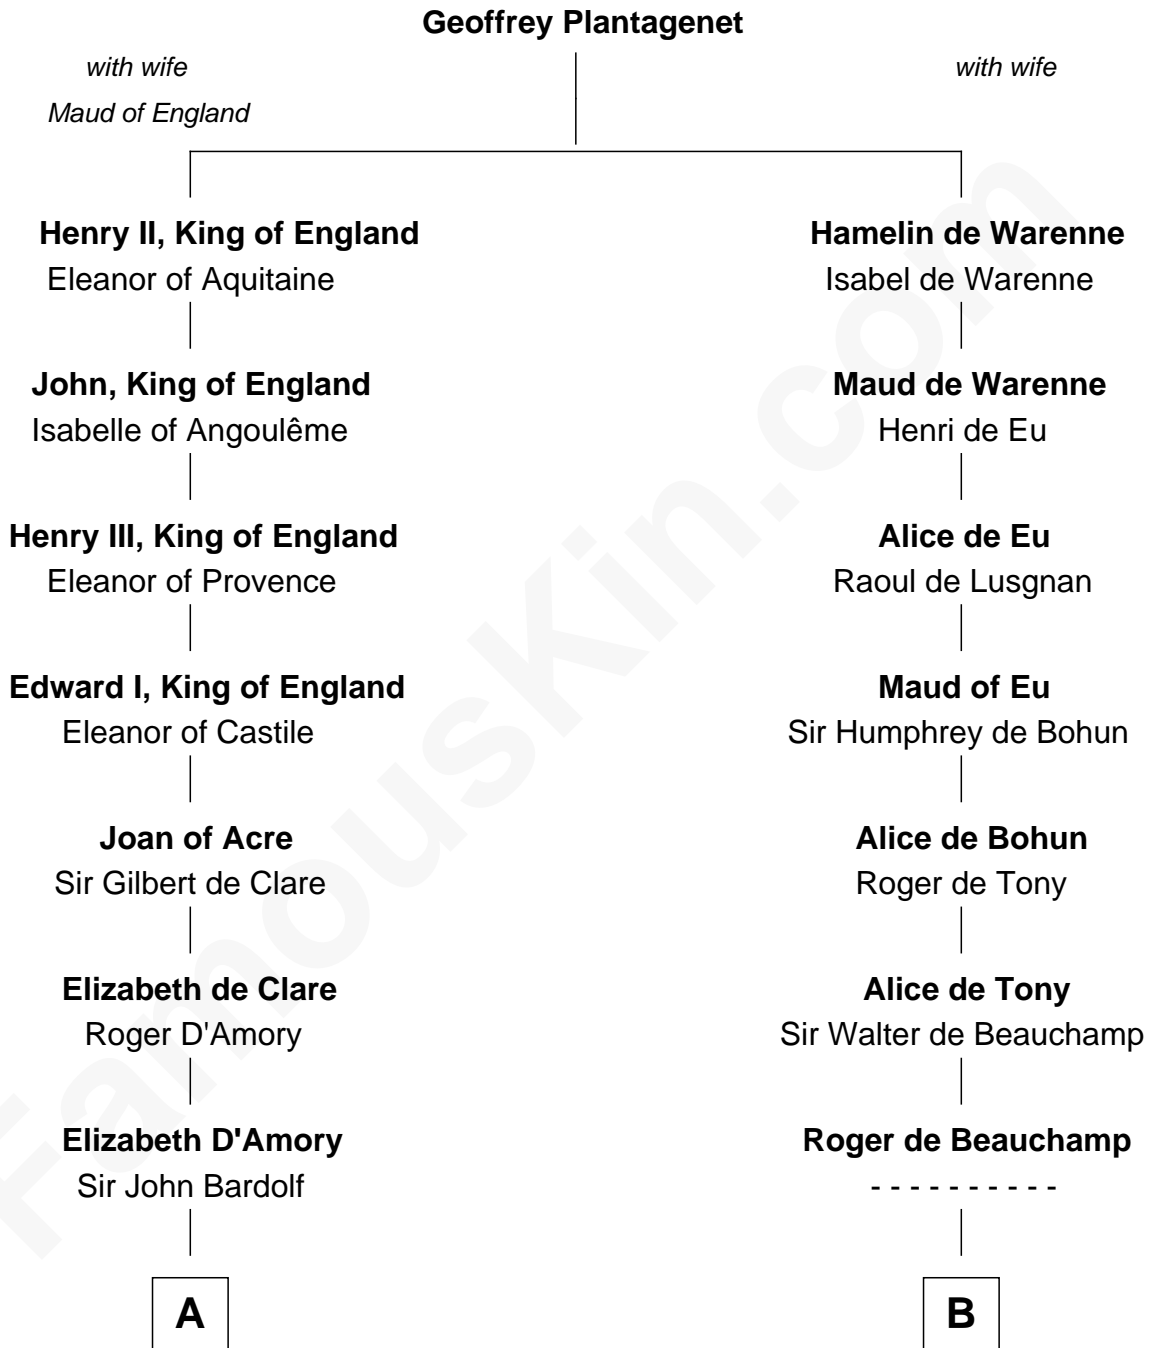 Geoffrey Plantagenet
with wife
Maud of England
with wife
Henry II, King of England
Eleanor of Aquitaine
Hamelin de Warenne
Isabel de Warenne
John, King of England
Isabelle of Angoulême
Maud de Warenne
Henri de Eu
Henry III, King of England
Eleanor of Provence
Alice de Eu
Raoul de Lusgnan
Edward I, King of England
Eleanor of Castile
Maud of Eu
Sir Humphrey de Bohun
Joan of Acre
Sir Gilbert de Clare
Alice de Bohun
Roger de Tony
Elizabeth de Clare
Roger D'Amory
Alice de Tony
Sir Walter de Beauchamp
Elizabeth D'Amory
Sir John Bardolf
Roger de Beauchamp
- - - - - - - - - -
A
B
FamousKin.com